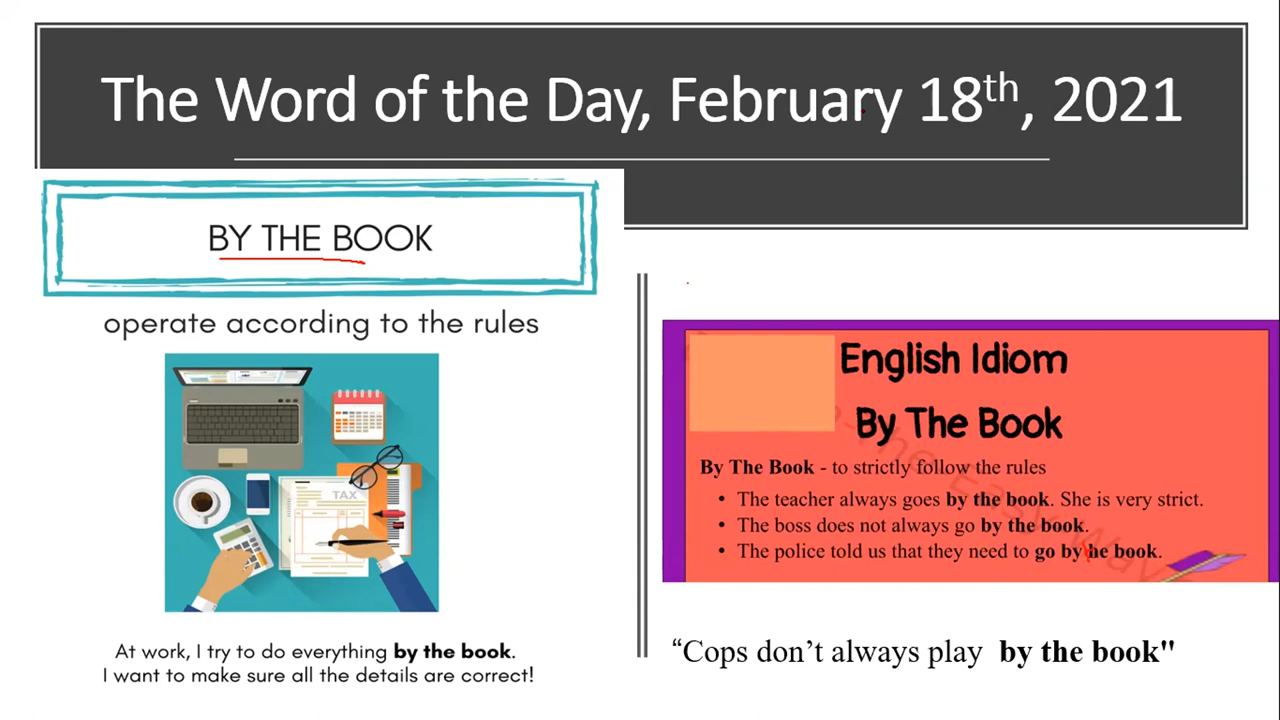 The Word of the Day, February 18th, 2021
BY THE BOOK
operate according to the rules
TAX
At work, I try to do everything by the book.
I want to make sure all the details are correct!
English Idiom
By The Book
By The Book - to strictly follow the rules
• The teacher always goes by the book. She is very strict.
• The boss does not always go by the book.
• The police told us that they need to go by he book.
“Cops don’t always play by the book"